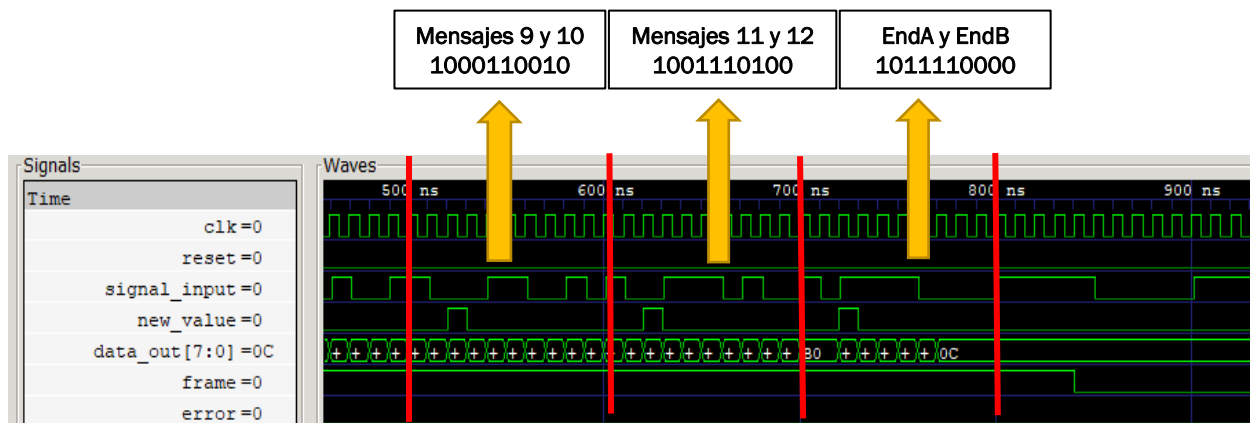 Mensajes 9 y 10
1000110010
Mensajes 11 y 12
1001110100
EndA y EndB
1011110000
Signals
Waves
Time
500 ns
600 ns
700 ns
800 ns
900 ns
clk=0
reset=0
signal_input=0
new_value=0
data_out[7:0]=0C
+ + + + + + + + + + + + + + + + + + + + + + + + B0 + + + + + 0C
frame=0
error=0